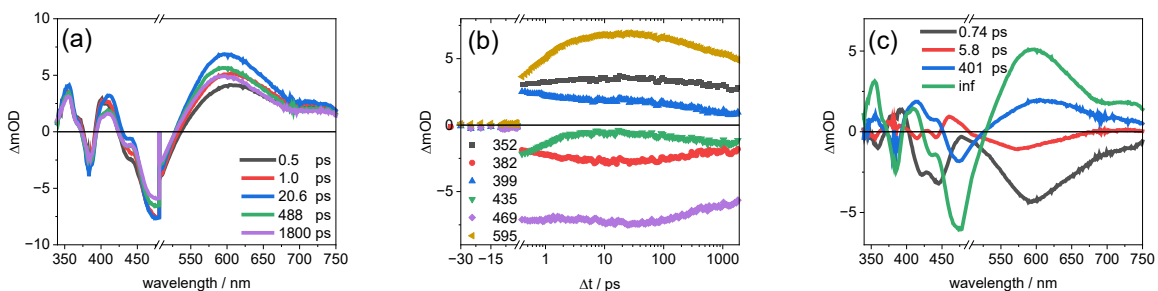 (a)
ΔmOD
10
5
0
-5
-10
0.5 ps
1.0 ps
20.6 ps
488 ps
1800 ps
350 400 450 500 550 600 650 700 750
wavelength / nm
(b)
ΔmOD
5
0
-5
352
382
399
435
469
595
-30 -15 1 10 100 1000
Δt / ps
(c)
ΔmOD
5
0
-5
0.74 ps
5.8 ps
401 ps
inf
350 400 450 500 550 600 650 700 750
wavelength / nm